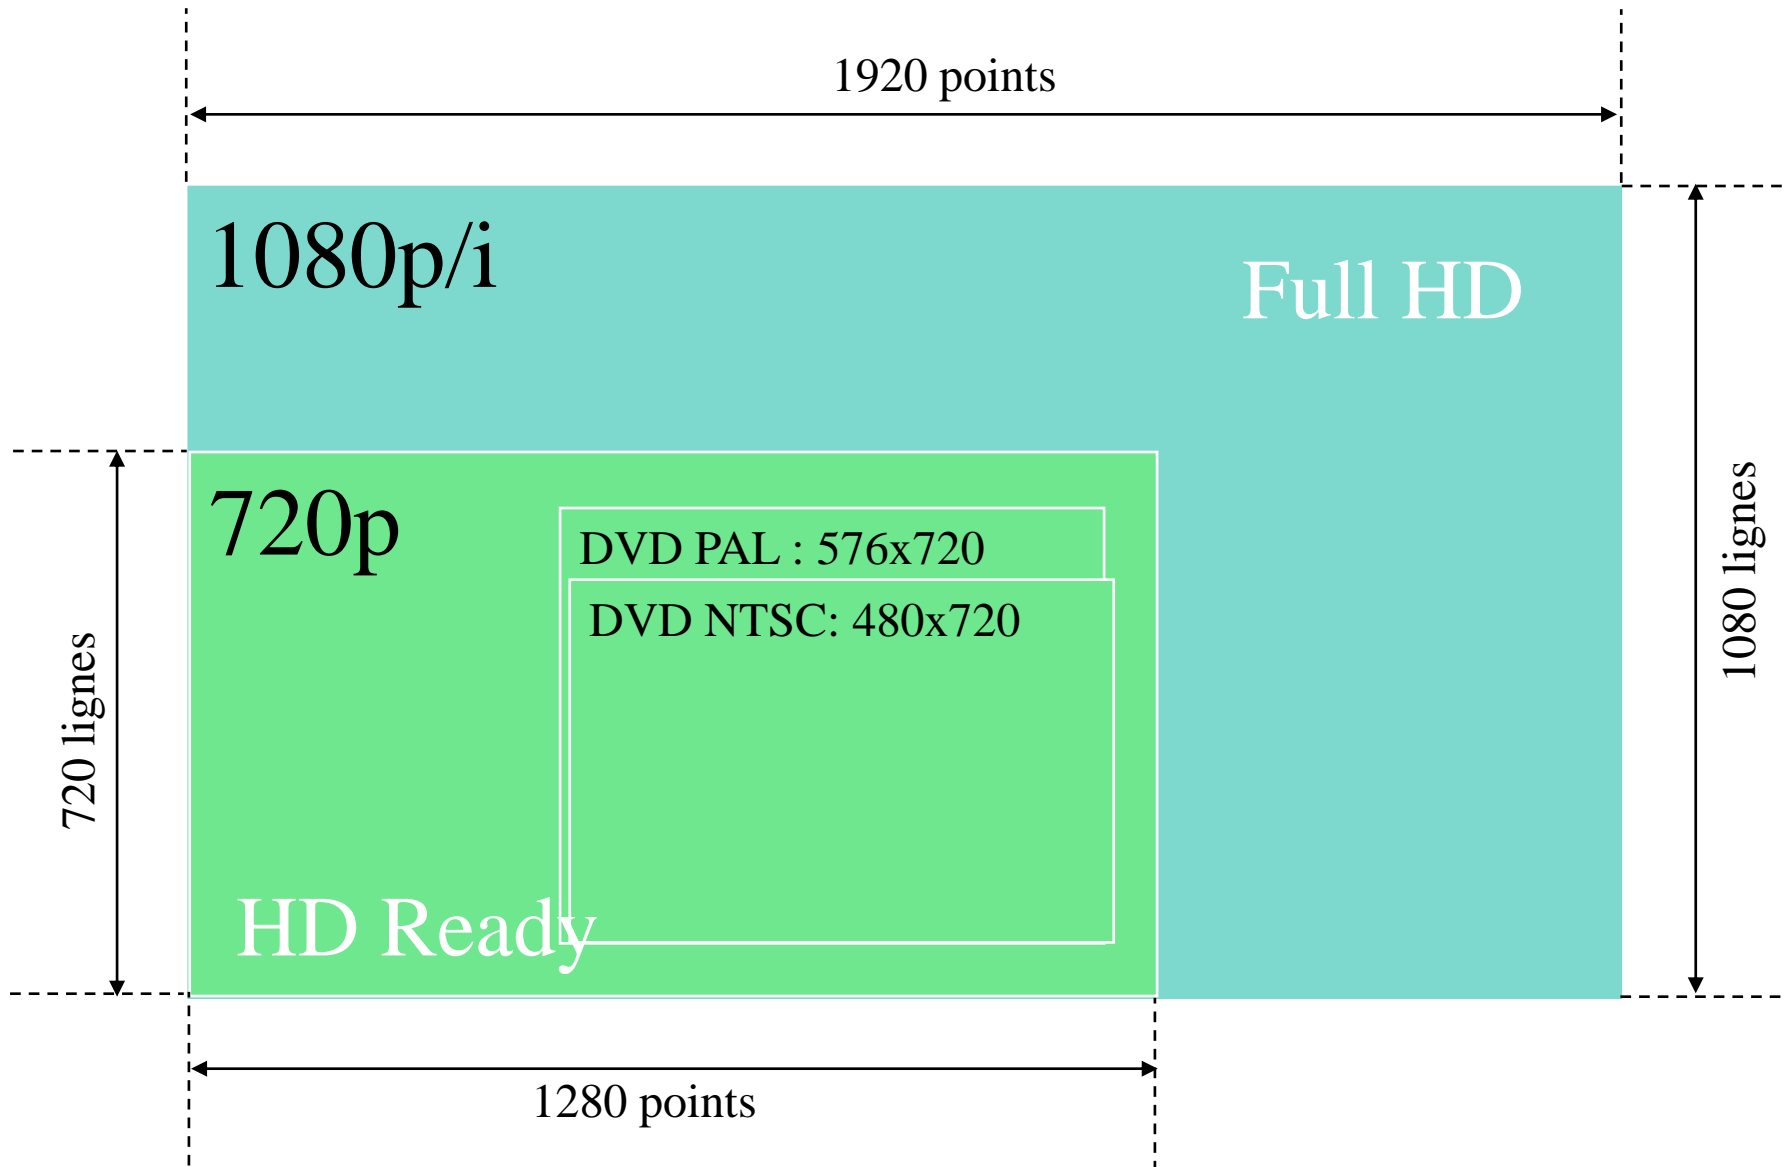 1920 points
1080p/i
Full HD
720p
DVD PAL : 576x720
DVD NTSC: 480x720
720 lignes
1080 lignes
HD Ready
1280 points